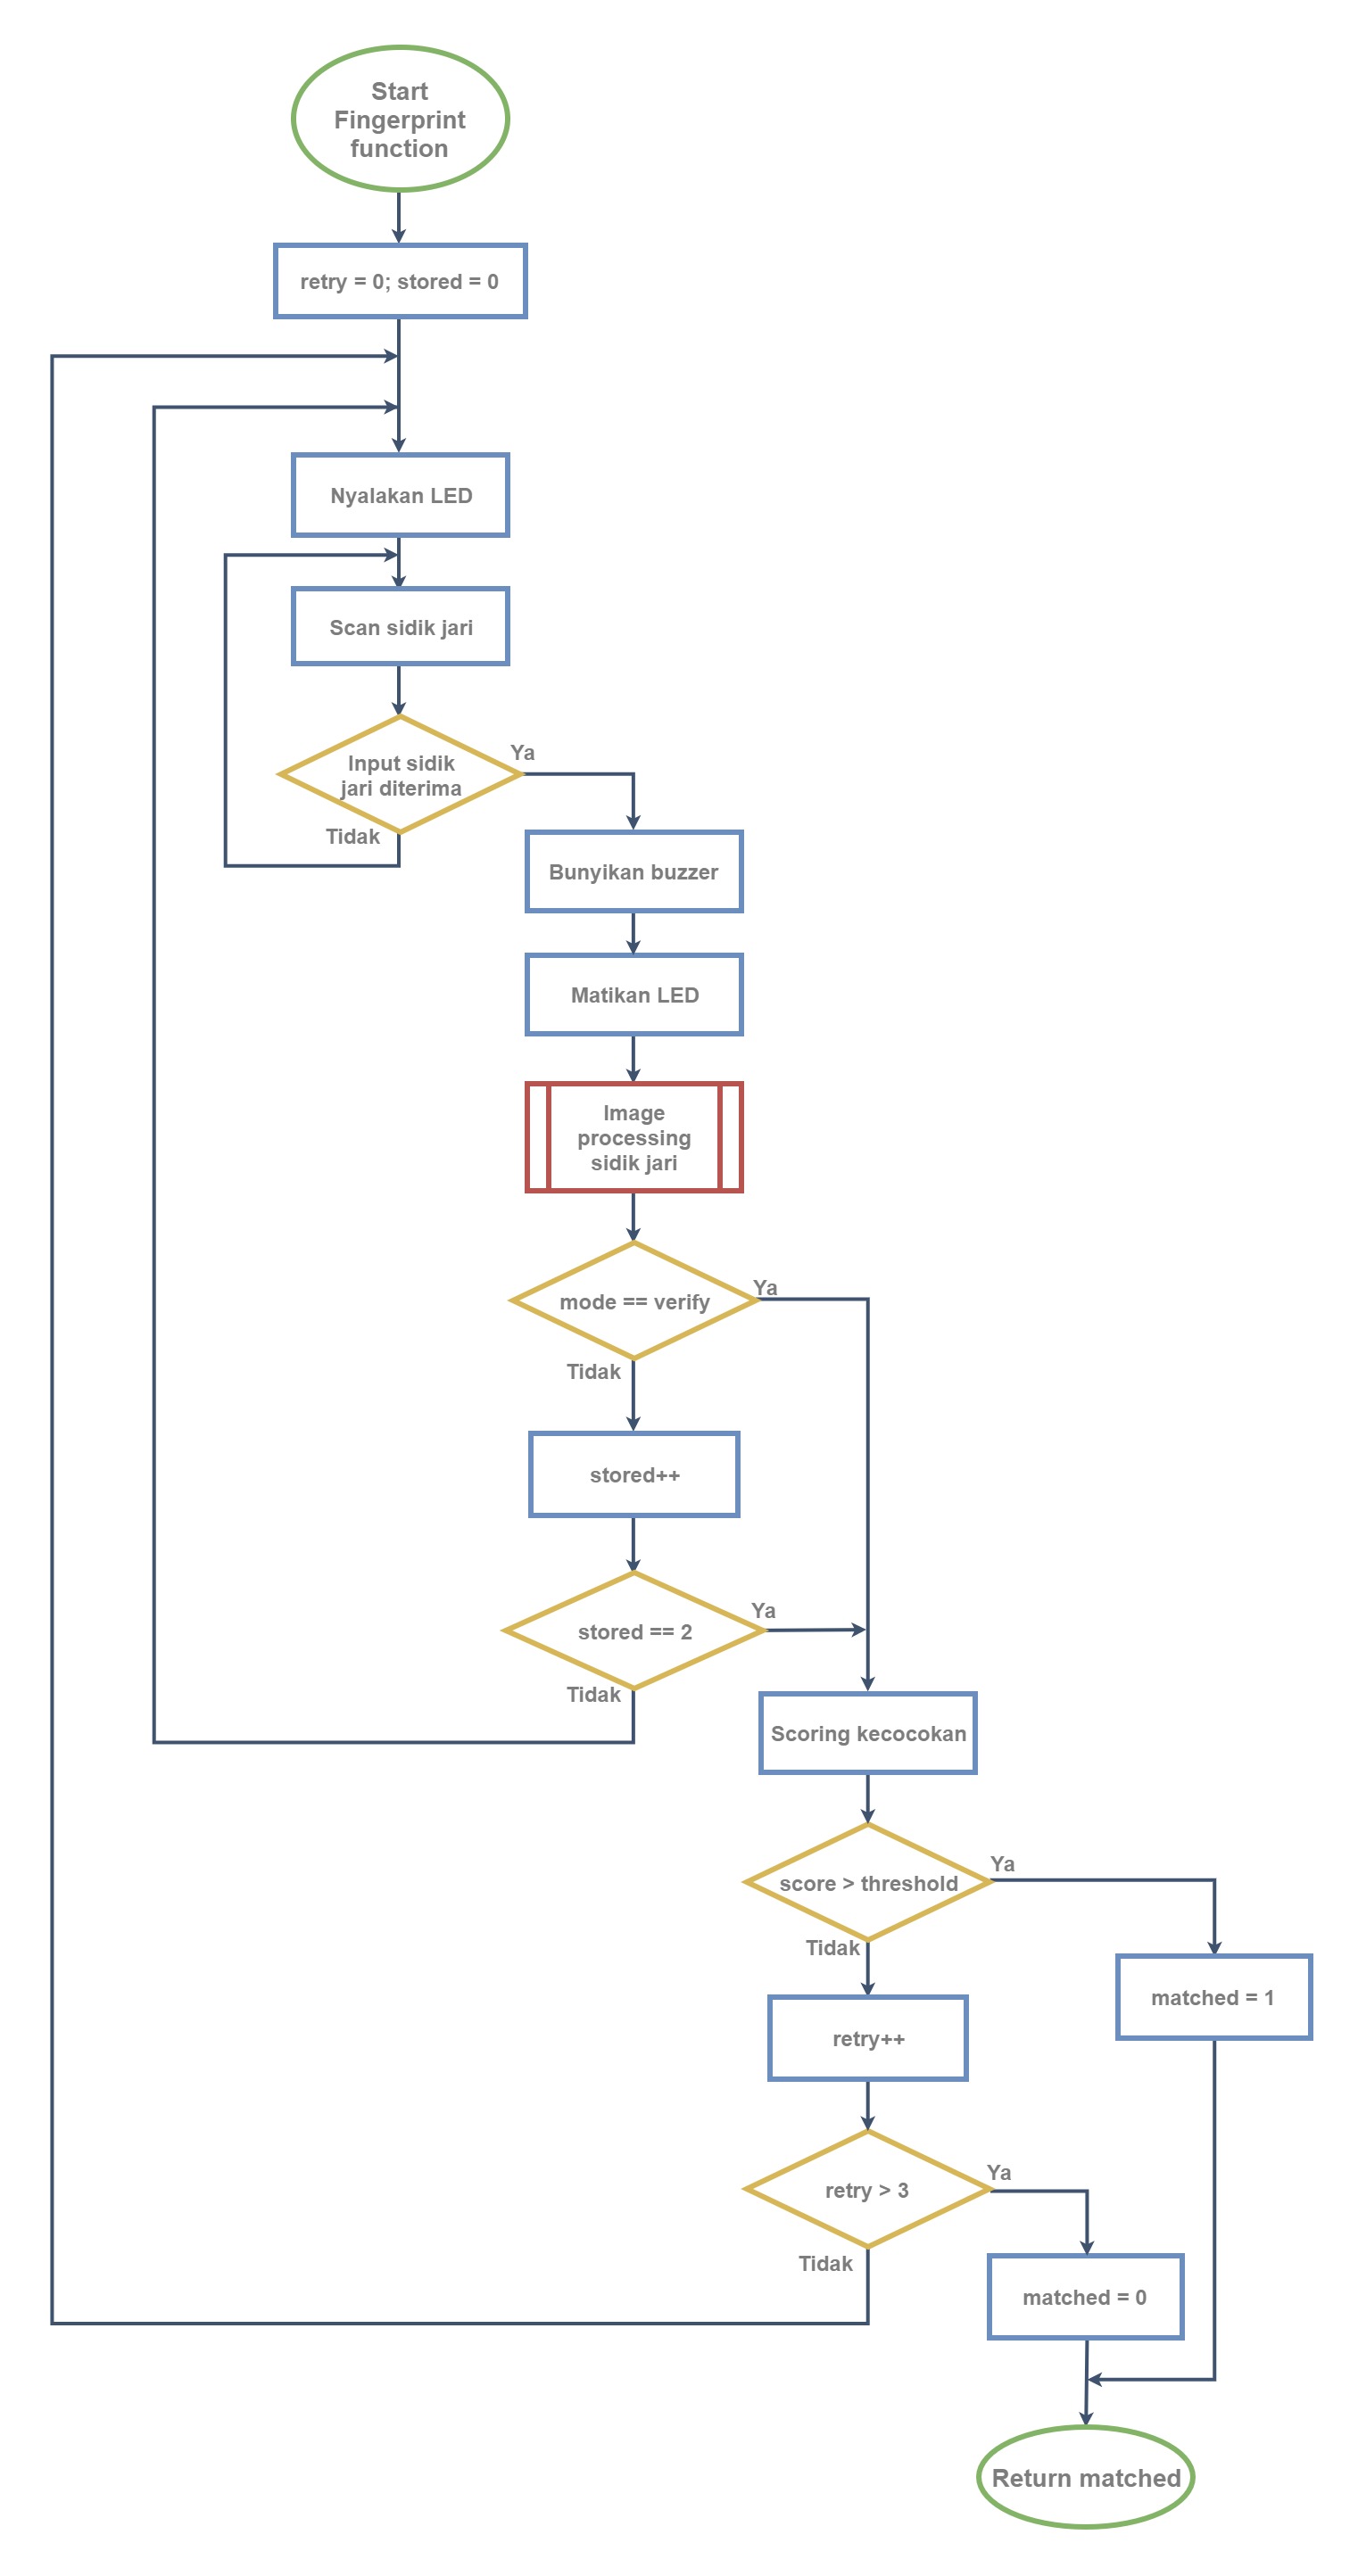 Start
Fingerprint
function
retry = 0; stored = 0
Nyalakan LED
Scan sidik jari
Input sidik
jari diterima
Ya
Tidak
Bunyikan buzzer
Matikan LED
Image
processing
sidik jari
mode == verify
Ya
Tidak
stored++
stored == 2
Ya
Tidak
Scoring kecocokan
score > threshold
Ya
Tidak
matched = 1
retry++
retry > 3
Ya
Tidak
matched = 0
Return matched